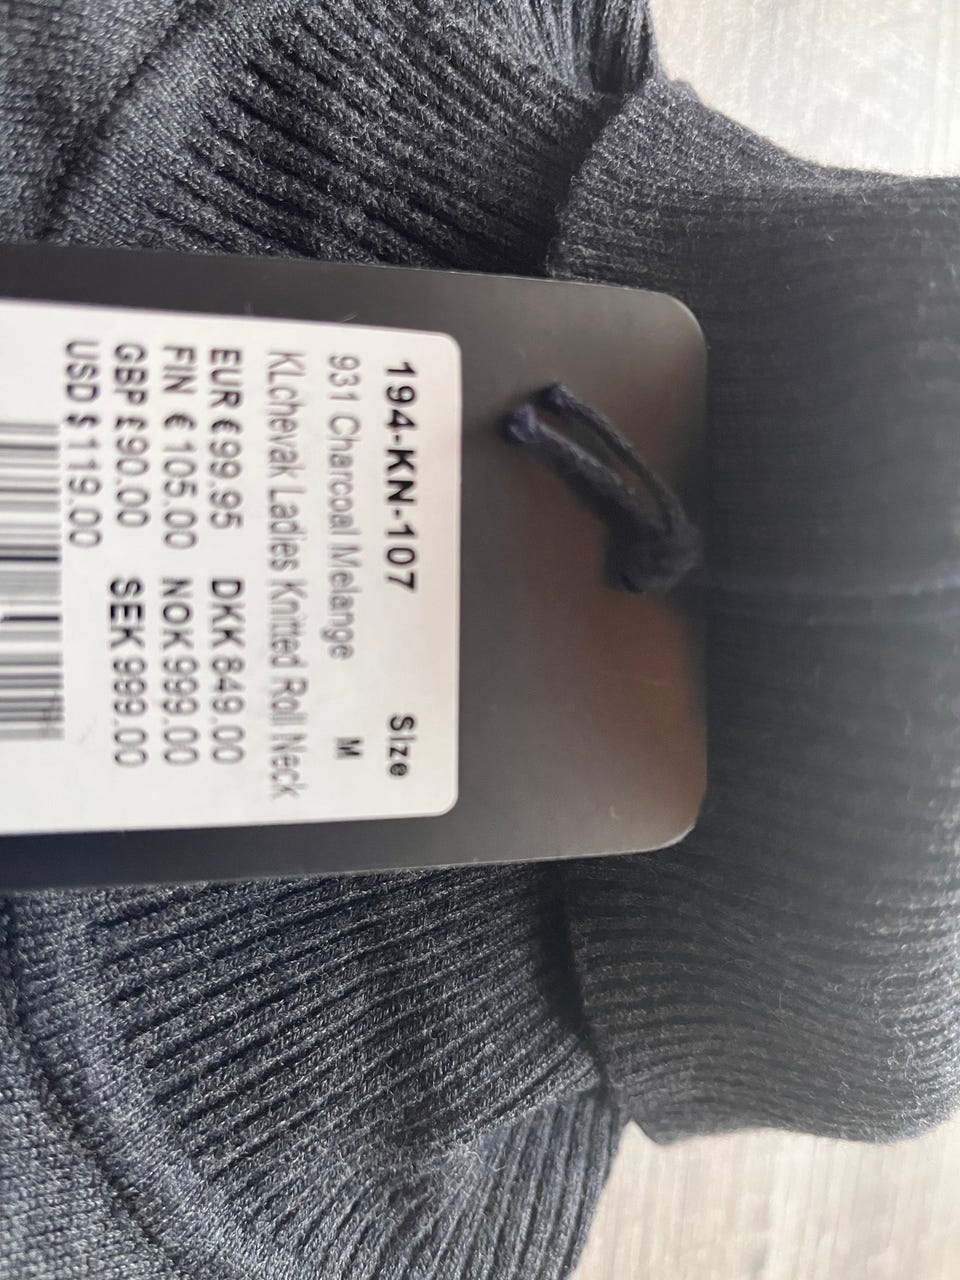 194-KN-107 Size
931 Charcoal Melange M
KLchevak Ladies Knitted Roll Neck
EUR €99.95 DKK 849.00
FIN €105.00 NOK 999.00
GBP £90.00 SEK 999.00
USD $119.00